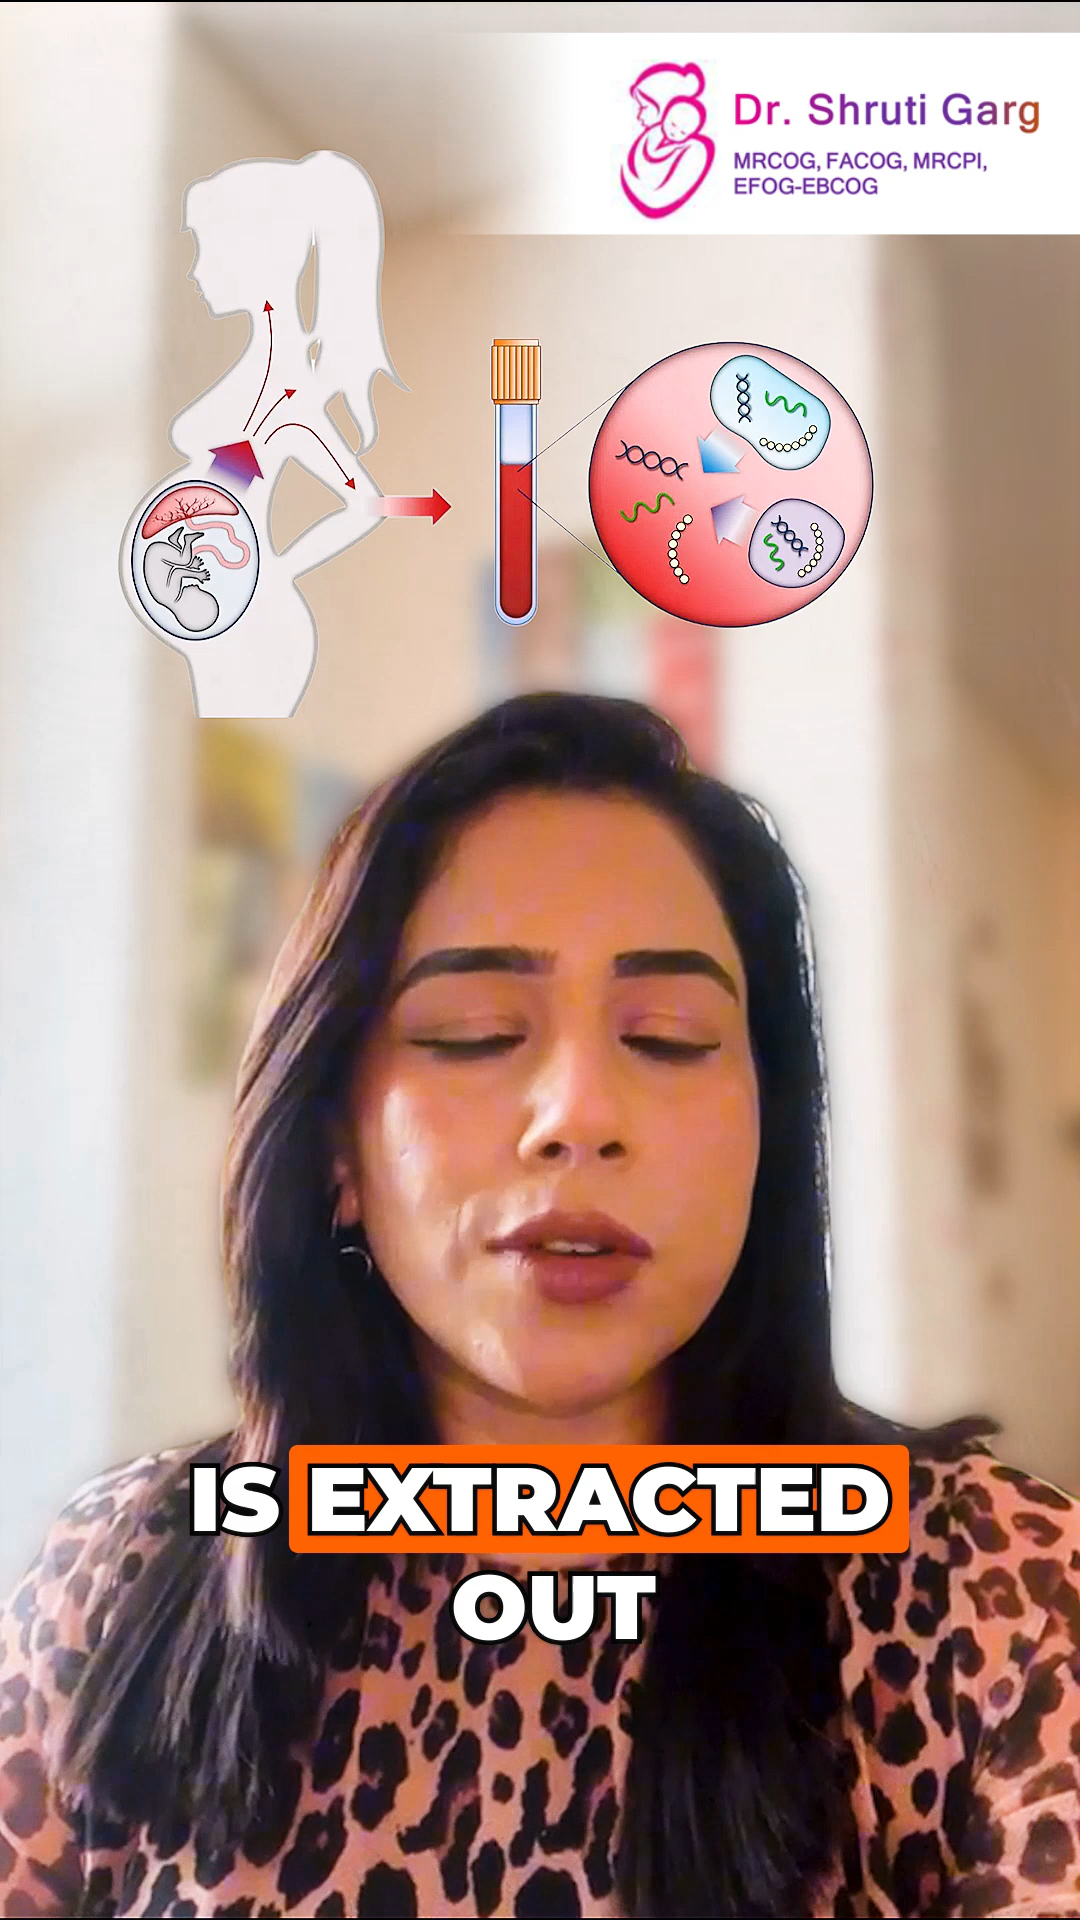 Dr. Shruti Garg
MRCOG, FACOG, MRCPI,
EFOG-EBCOG
IS EXTRACTED
OUT